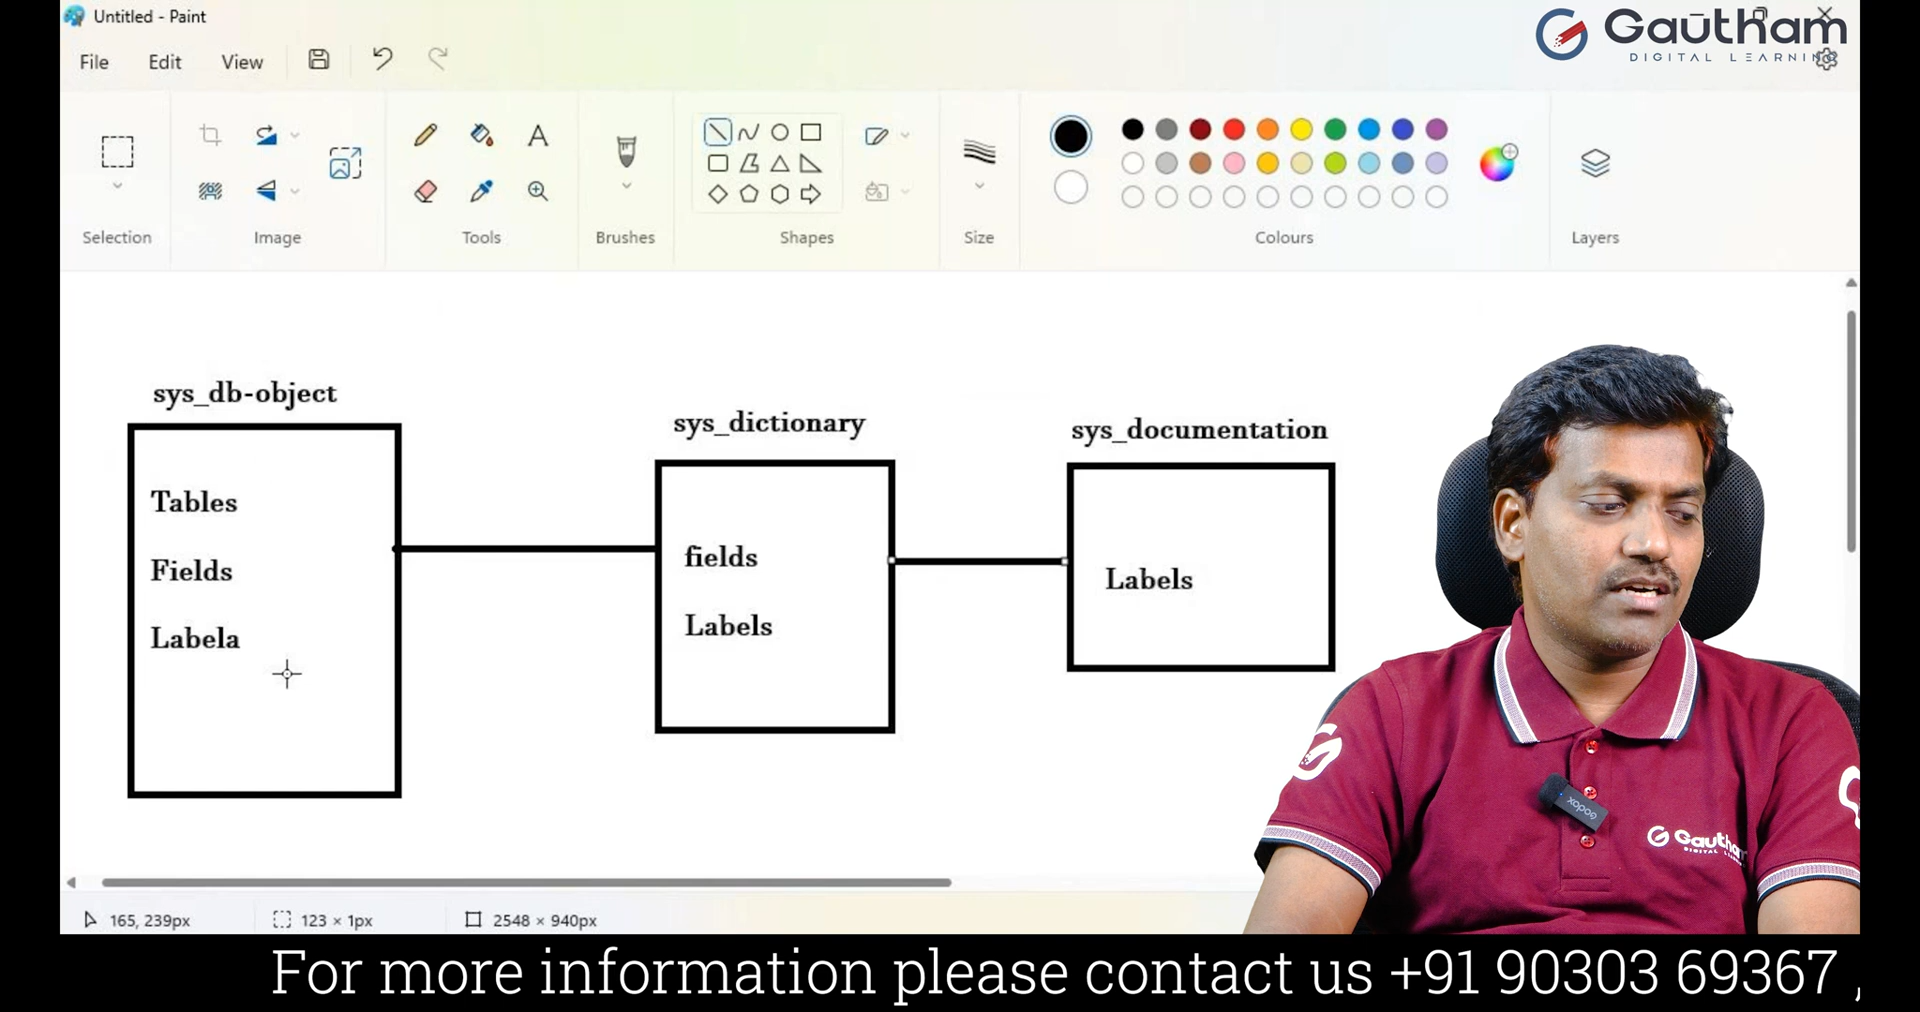 Untitled - Paint
Gautham
DIGITAL LEARNING
File
Edit
View
Selection
Image
Tools
Brushes
Shapes
Size
Colours
Layers
sys_db-object
sys_dictionary
sys_documentation
Tables
Fields
Labela
fields
Labels
Labels
Godox
Gautham
165, 239px
123 × 1px
2548 × 940px
For more information please contact us +91 90303 69367 ,